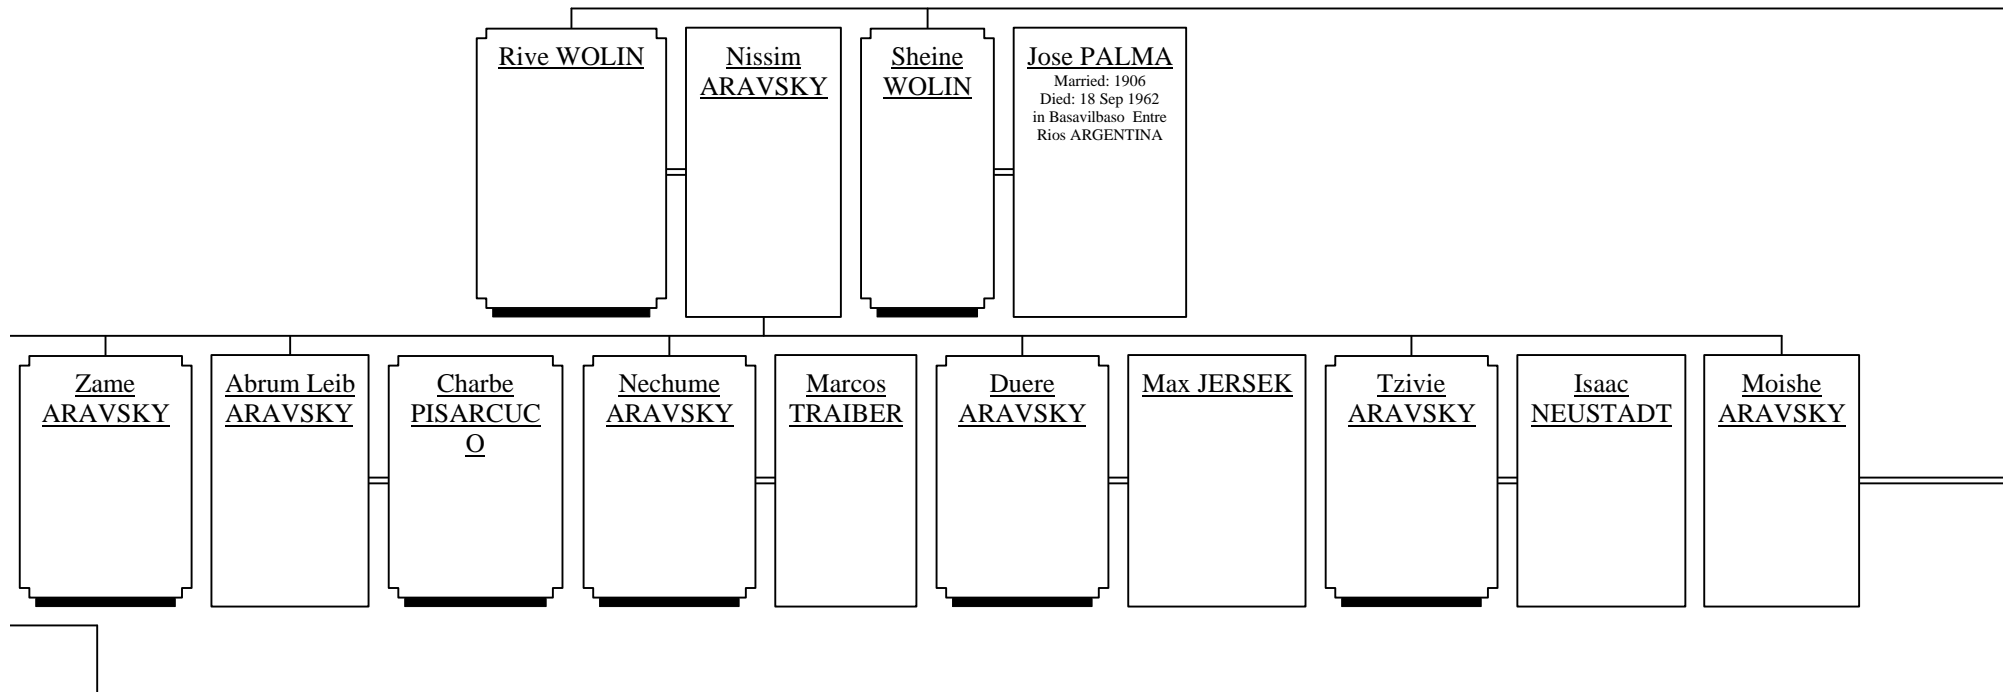 Rive WOLIN
Nissim
ARAVSKY
Sheine
WOLIN
Jose PALMA
Married: 1906
Died: 18 Sep 1962
in Basavilbaso Entre
Rios ARGENTINA
Zame
ARAVSKY
Abrum Leib
ARAVSKY
Charbe
PISARCUC
O
Nechume
ARAVSKY
Marcos
TRAIBER
Duere
ARAVSKY
Max JERSEK
Tzivie
ARAVSKY
Isaac
NEUSTADT
Moishe
ARAVSKY